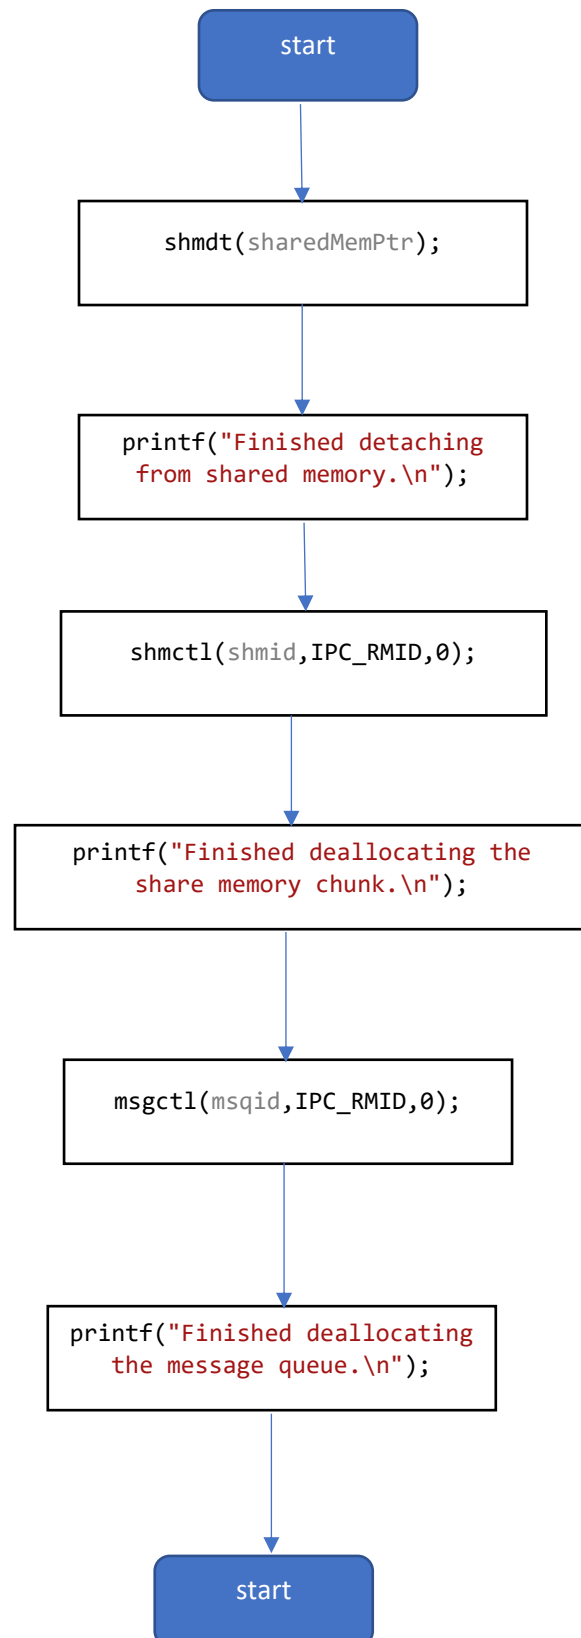 start
shmdt(sharedMemPtr);
printf("Finished detaching
from shared memory.\n");
shmctl(shmid,IPC_RMID,0);
printf("Finished deallocating the
share memory chunk.\n");
msgctl(msqid,IPC_RMID,0);
printf("Finished deallocating
the message queue.\n");
start